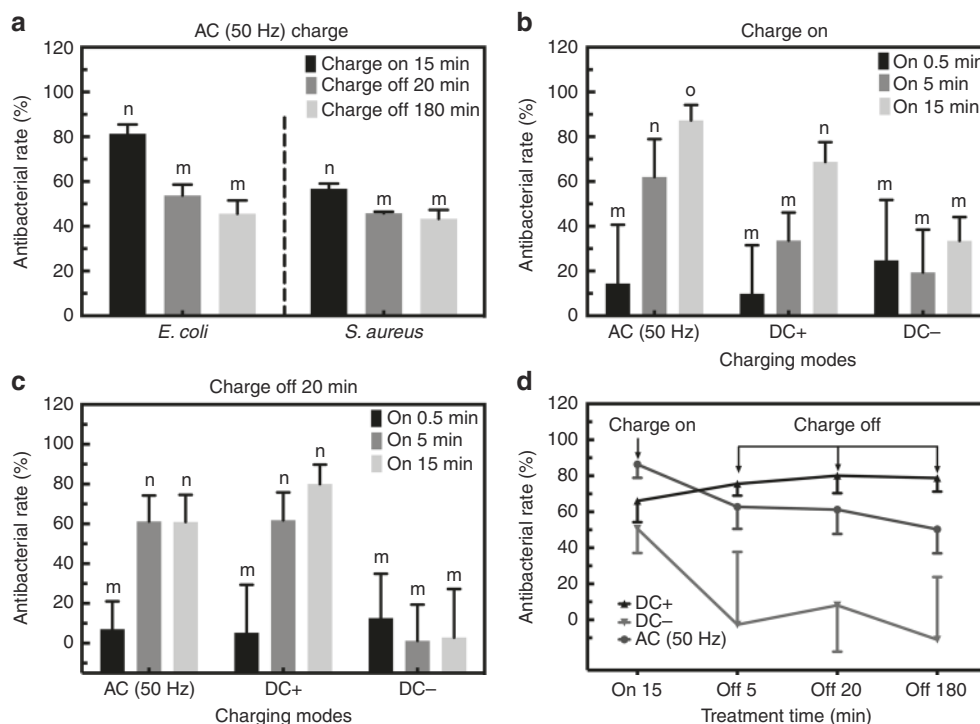 a
AC (50 Hz) charge
Antibacterial rate (%)
120
100
80
60
40
20
0
Charge on 15 min
Charge off 20 min
Charge off 180 min
n
m
m
n
m
m
E. coli
S. aureus
b
Charge on
Antibacterial rate (%)
120
100
80
60
40
20
0
On 0.5 min
On 5 min
On 15 min
m
n
o
m
m
n
m
m
m
AC (50 Hz)
DC+
DC−
Charging modes
c
Charge off 20 min
Antibacterial rate (%)
120
100
80
60
40
20
0
On 0.5 min
On 5 min
On 15 min
m
n
n
m
n
n
m
m
m
AC (50 Hz)
DC+
DC−
Charging modes
d
Antibacterial rate (%)
120
100
80
60
40
20
0
Charge on
Charge off
DC+
DC−
AC (50 Hz)
On 15
Off 5
Off 20
Off 180
Treatment time (min)